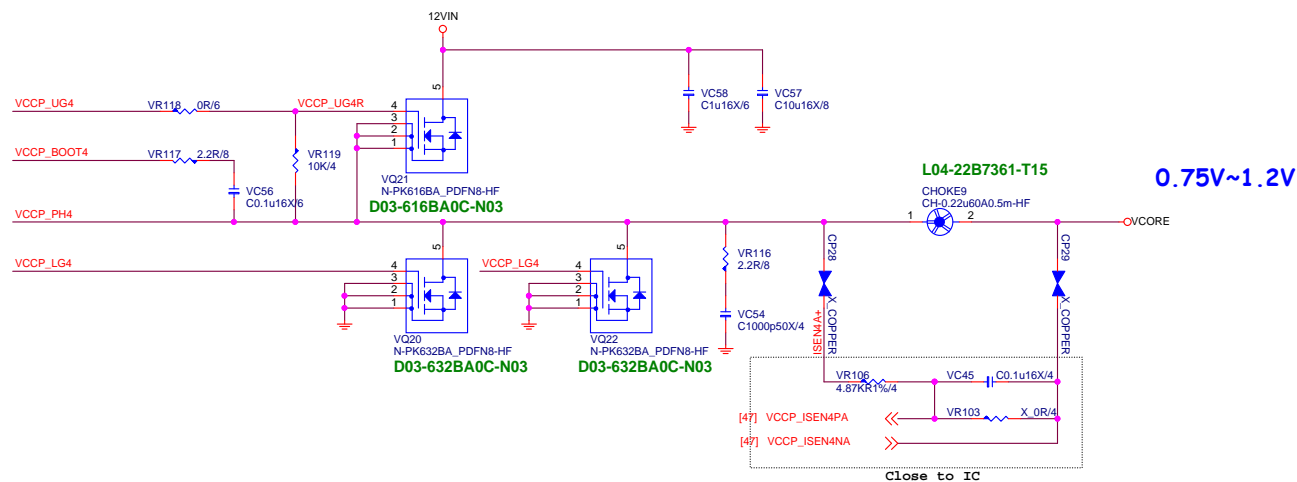 12VIN
5
VC58
C1u16X/6
VC57
C10u16X/8
VCCP_UG4
VR118
0R/6
VCCP_UG4R
4
3
2
1
VCCP_BOOT4
VR117
2.2R/8
VR119
10K/4
VC56
C0.1u16X/6
VQ21
N-PK616BA_PDFN8-HF
D03-616BA0C-N03
L04-22B7361-T15
CHOKE9
CH-0.22u60A0.5m-HF
0.75V~1.2V
VCCP_PH4
1
2
VCORE
5
5
VCCP_LG4
4
3
2
1
VCCP_LG4
4
3
2
1
VR116
2.2R/8
VC54
C1000p50X/4
CP28
X_COPPER
ISEN4A+
CP29
X_COPPER
VQ20
N-PK632BA_PDFN8-HF
D03-632BA0C-N03
VQ22
N-PK632BA_PDFN8-HF
D03-632BA0C-N03
VR106
4.87KR1%/4
VC45
C0.1u16X/4
[47] VCCP_ISEN4PA
VR103
X_0R/4
[47] VCCP_ISEN4NA
Close to IC